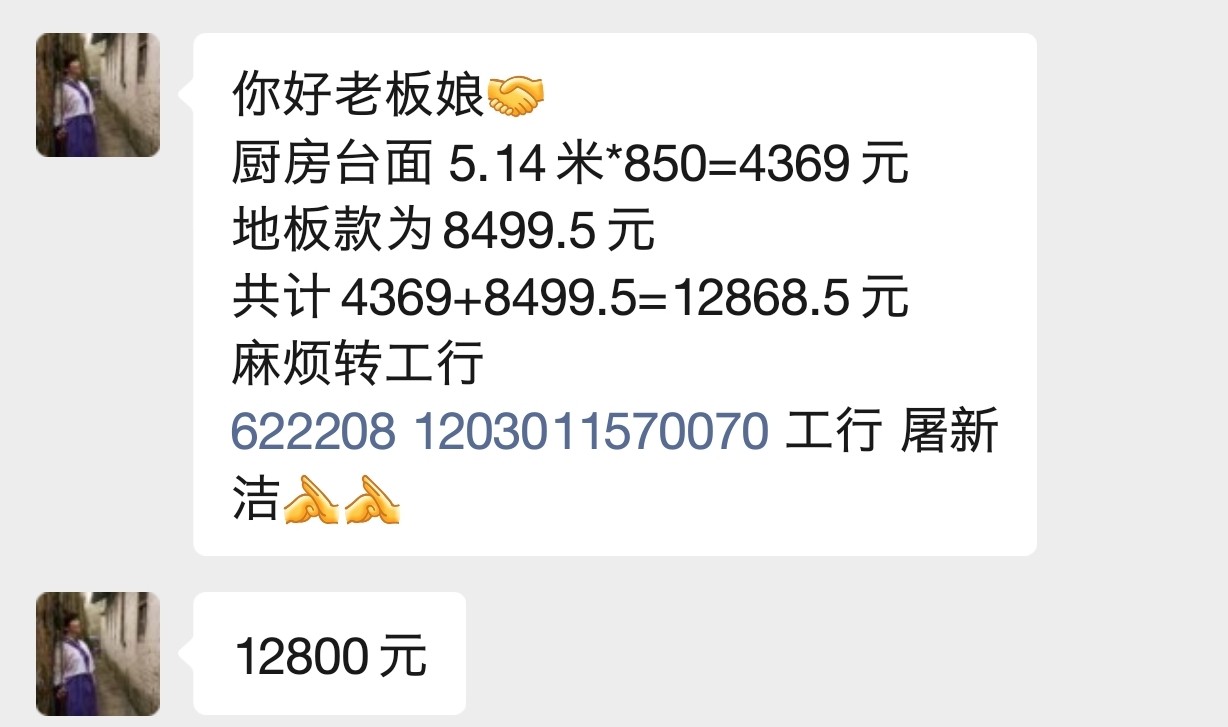 你好老板娘🤝
厨房台面 5.14 米*850=4369 元
地板款为 8499.5 元
共计 4369+8499.5=12868.5 元
麻烦转工行
622208 1203011570070 工行 屠新
洁🫱🫱
12800 元